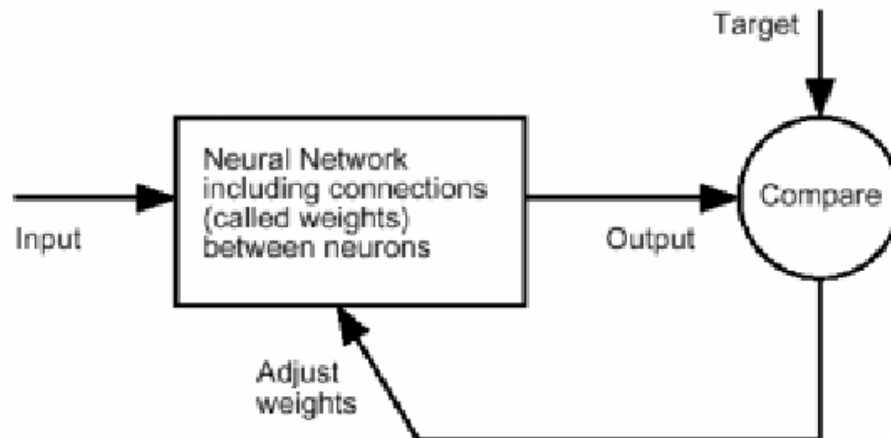 Target
Neural Network
including connections
(called weights)
between neurons
Compare
Input
Output
Adjust
weights